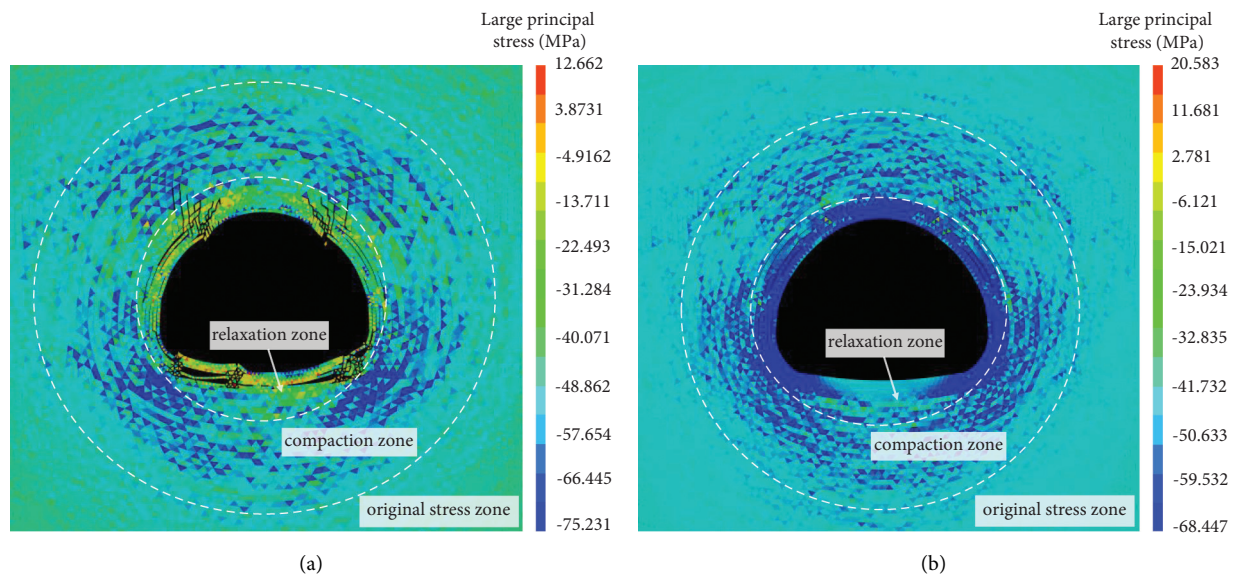 Large principal
stress (MPa)
12.662
3.8731
-4.9162
-13.711
-22.493
-31.284
-40.071
-48.862
-57.654
-66.445
-75.231
relaxation zone
compaction zone
original stress zone
(a)
Large principal
stress (MPa)
20.583
11.681
2.781
-6.121
-15.021
-23.934
-32.835
-41.732
-50.633
-59.532
-68.447
relaxation zone
compaction zone
original stress zone
(b)